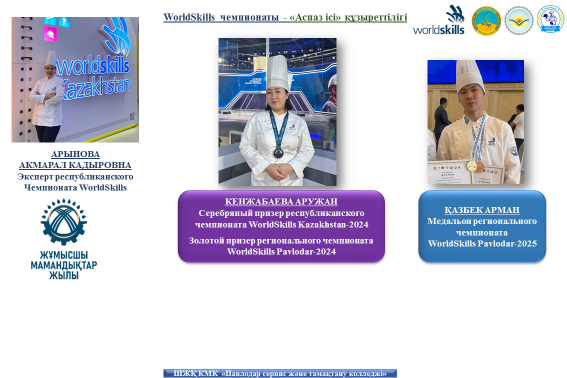 WorldSkills чемпионаты - «Аспаз ісі» құзыреттілігі
worldskills
worldskills
Kazakhstan
АРЫНОВА
АКМАРАЛ КАДЫРОВНА
Эксперт республиканского
Чемпионата WorldSkills
ЖҰМЫСШЫ
МАМАНДЫҚТАР
ЖЫЛЫ
КЕНЖАБАЕВА АРУЖАН
Серебряный призер республиканского
чемпионата WorldSkills Kazakhstan-2024
Золотой призер регионального чемпионата
WorldSkills Pavlodar-2024
ҚАЗБЕК АРМАН
Медальон регионального
чемпионата
WorldSkills Pavlodar-2025
ШЖҚ КМҚ «Павлодар сервис және тамақтану колледжі»